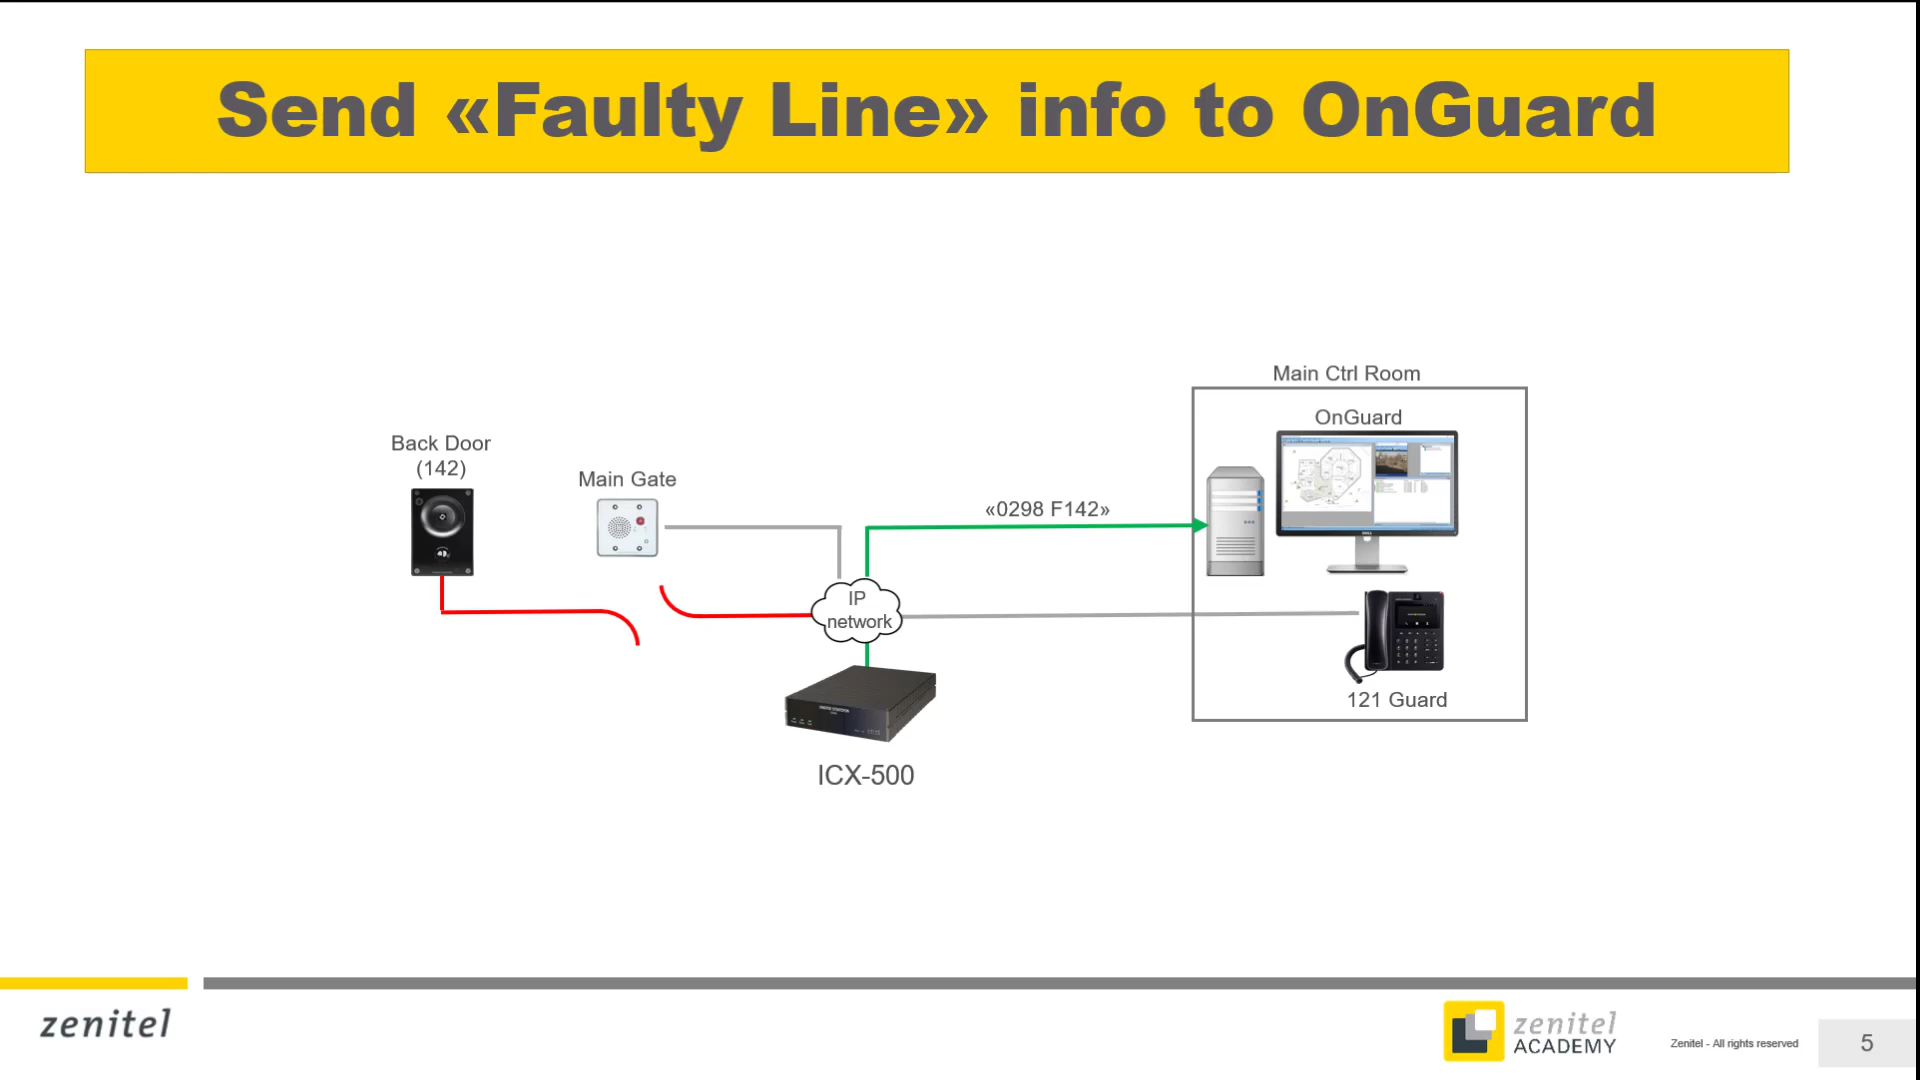 Send «Faulty Line» info to OnGuard
Main Ctrl Room
OnGuard
Back Door
(142)
Main Gate
«0298 F142»
IP
network
121 Guard
ICX-500
zenitel
zenitel
ACADEMY
Zenitel - All rights reserved
5